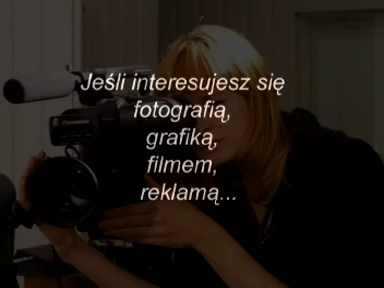 Jeśli interesujesz się
fotografią,
grafiką,
filmem,
reklamą...